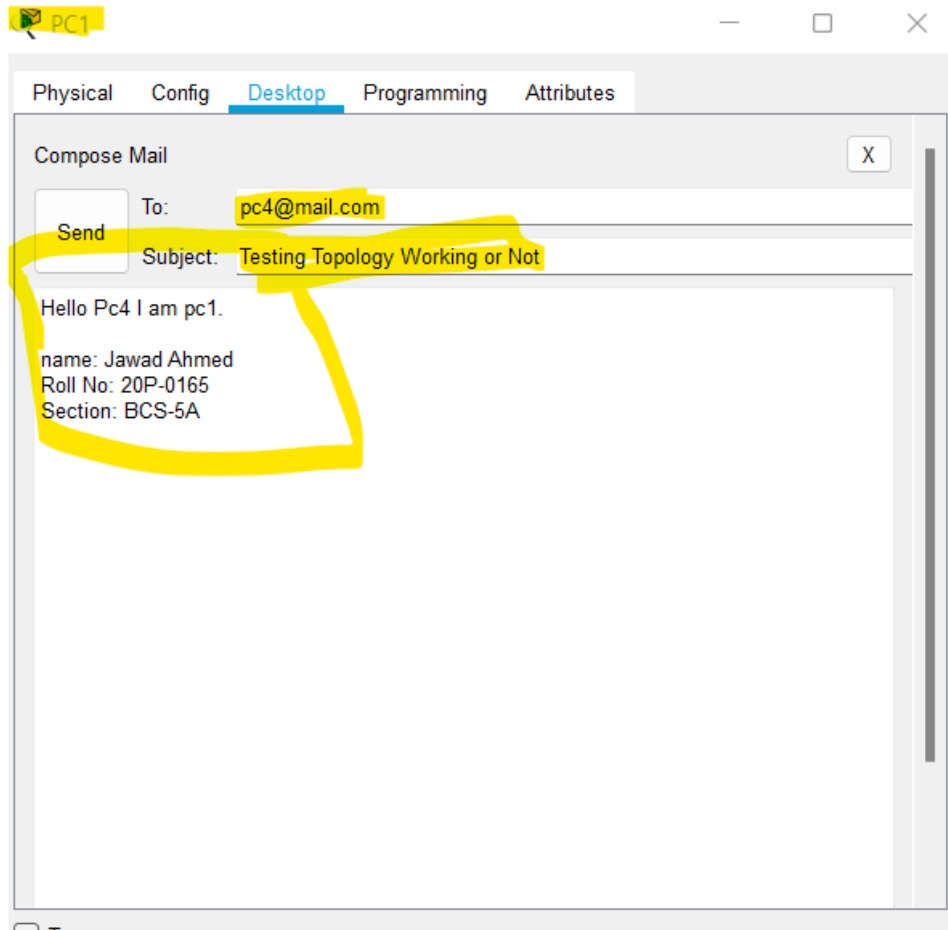 PC1
Physical Config Desktop Programming Attributes
Compose Mail X
Send
To: pc4@mail.com
Subject: Testing Topology Working or Not
Hello Pc4 I am pc1.
name: Jawad Ahmed
Roll No: 20P-0165
Section: BCS-5A